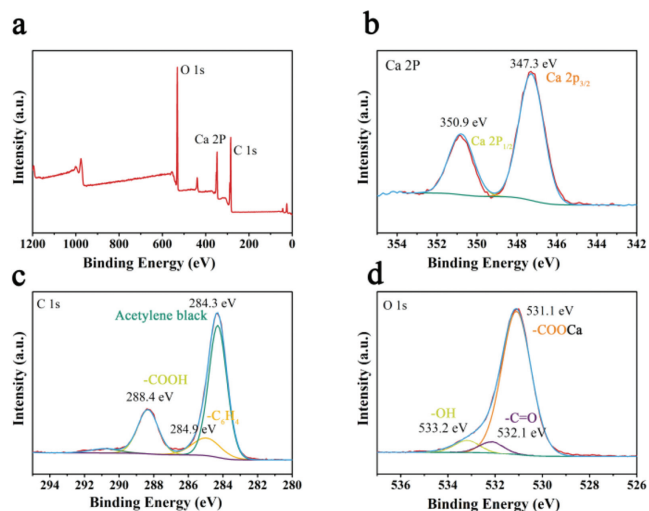 a
O 1s
Ca 2P
C 1s
Intensity (a.u.)
1200 1000 800 600 400 200 0
Binding Energy (eV)
b
Ca 2P
347.3 eV
Ca 2p3/2
350.9 eV
Ca 2P1/2
Intensity (a.u.)
354 352 350 348 346 344 342
Binding Energy (eV)
c
C 1s
284.3 eV
Acetylene black
-COOH
288.4 eV
-C6H4
284.9 eV
Intensity (a.u.)
294 292 290 288 286 284 282 280
Binding Energy (eV)
d
O 1s
531.1 eV
-COOCa
-OH
533.2 eV
-C=O
532.1 eV
Intensity (a.u.)
536 534 532 530 528 526
Binding Energy (eV)